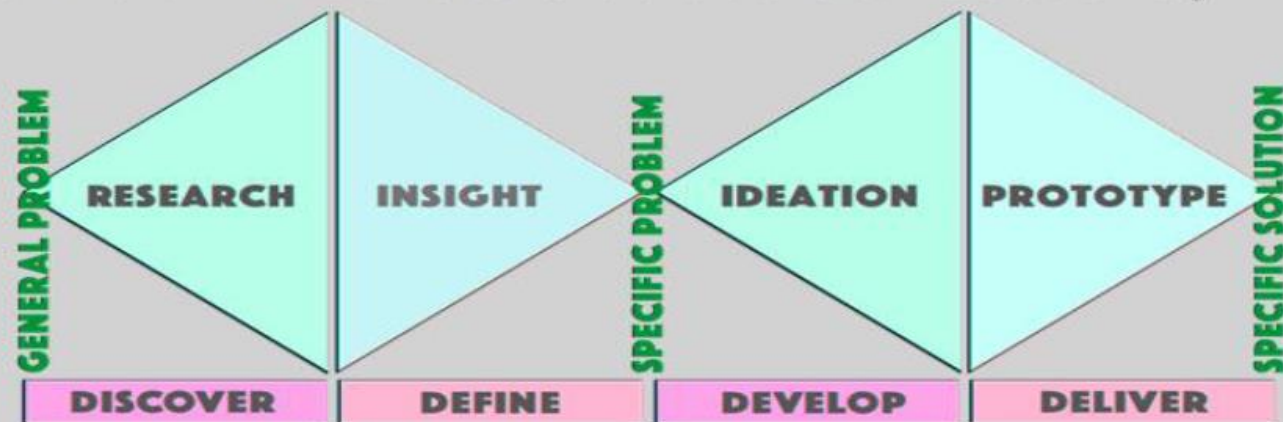 GENERAL PROBLEM
RESEARCH
INSIGHT
SPECIFIC PROBLEM
IDEATION
PROTOTYPE
SPECIFIC SOLUTION
DISCOVER
DEFINE
DEVELOP
DELIVER